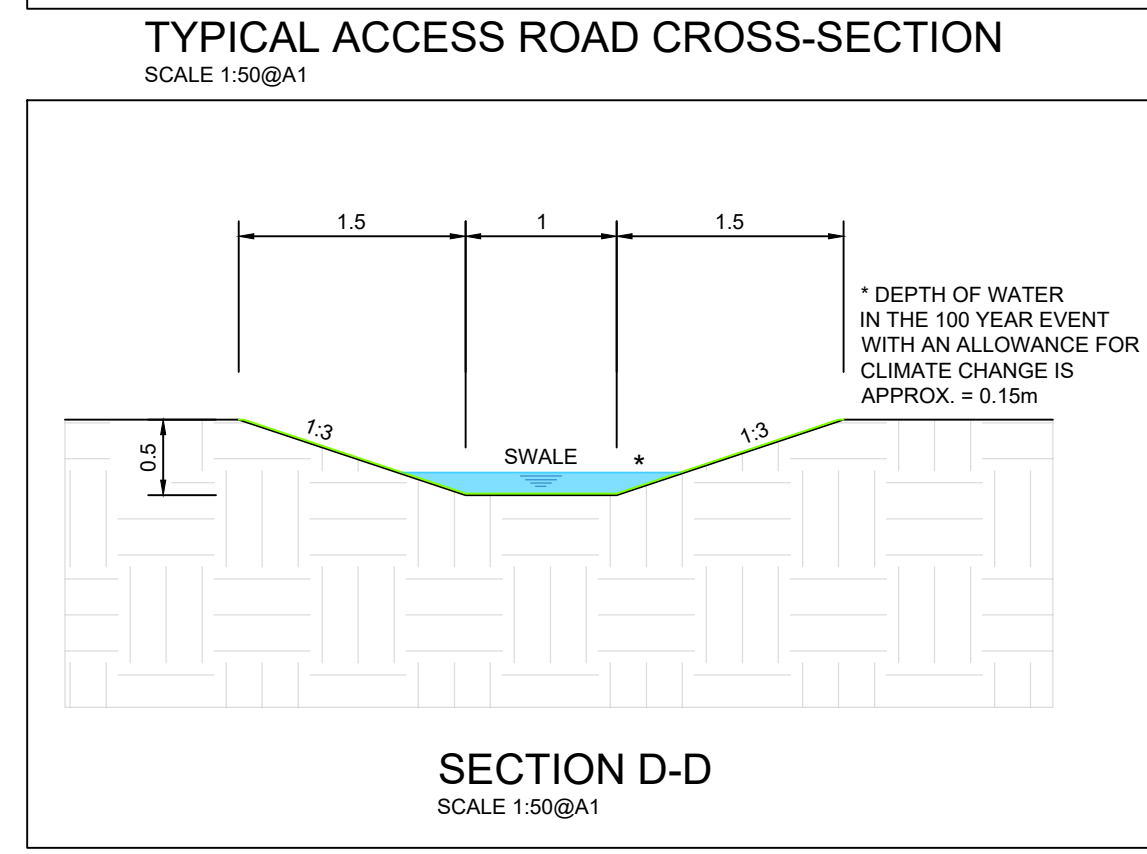 TYPICAL ACCESS ROAD CROSS-SECTION
SCALE 1:50@A1
1.5
1
1.5
* DEPTH OF WATER
IN THE 100 YEAR EVENT
WITH AN ALLOWANCE FOR
CLIMATE CHANGE IS
APPROX. = 0.15m
0.5
1:3
SWALE *
1:3
SECTION D-D
SCALE 1:50@A1